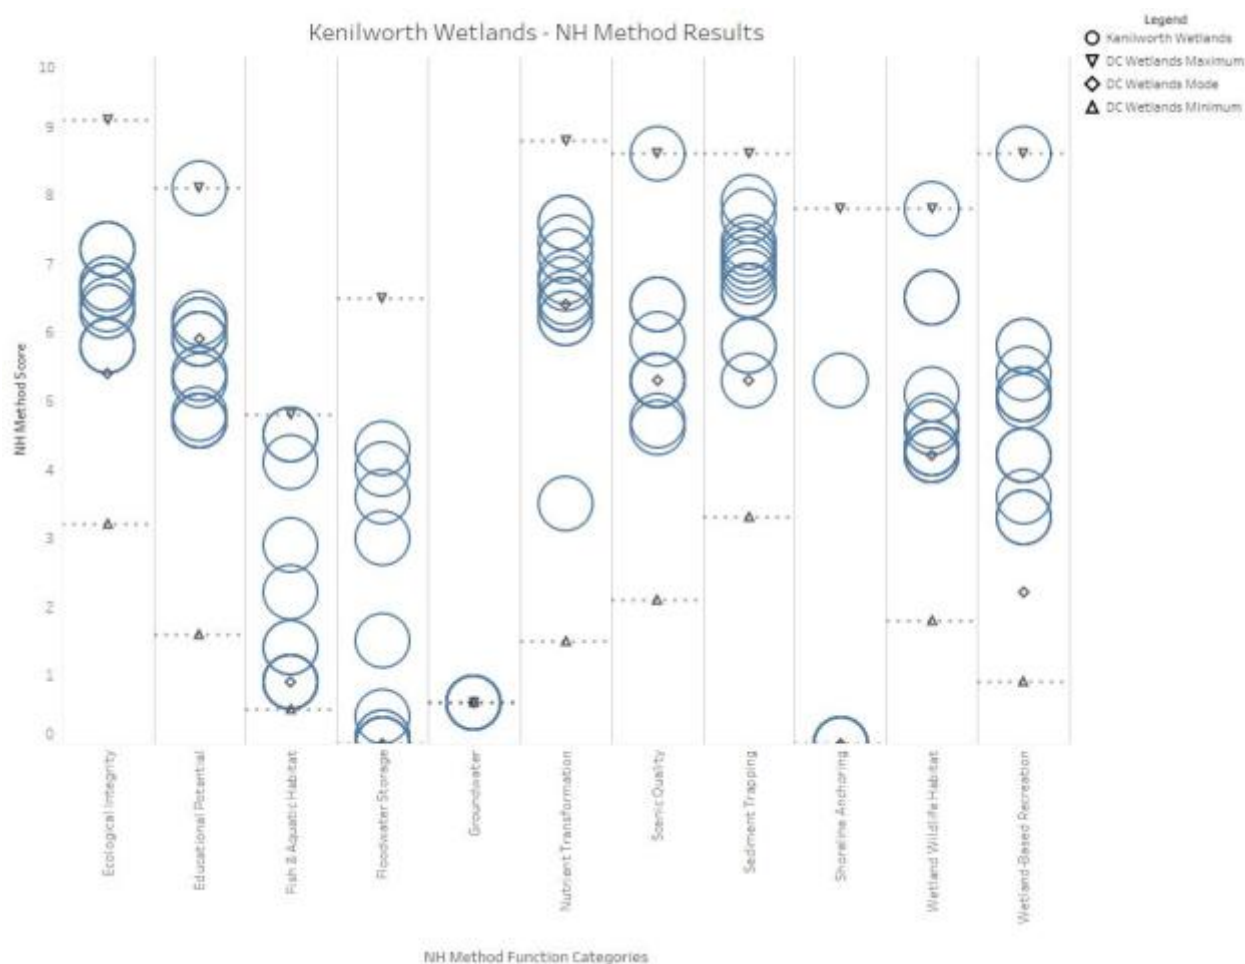 Kenilworth Wetlands - NH Method Results
Legend
Kenilworth Wetlands
DC Wetlands Maximum
DC Wetlands Mode
DC Wetlands Minimum
10
9
8
7
6
5
4
3
2
1
0
NH Method Score
Ecological Integrity
Educational Potential
Fish & Aquatic Habitat
Floodwater Storage
Groundwater
Nutrient Transformation
Scenic Quality
Sediment Trapping
Shoreline Anchoring
Wetland Wildlife Habitat
Wetland-Based Recreation
NH Method Function Categories